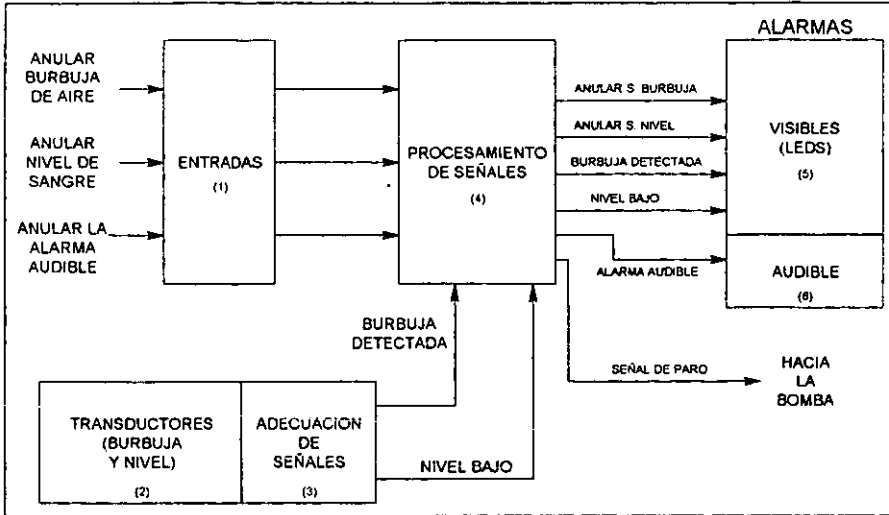 ALARMAS
ANULAR
BURBUJA
DE AIRE
ANULAR
NIVEL DE
SANGRE
ANULAR LA
ALARMA
AUDIBLE
ENTRADAS
(1)
PROCESAMIENTO
DE SEÑALES
(4)
ANULAR S. BURBUJA
ANULAR S. NIVEL
BURBUJA DETECTADA
NIVEL BAJO
ALARMA AUDIBLE
VISIBLES
(LEDS)
(5)
AUDIBLE
(6)
BURBUJA
DETECTADA
SEÑAL DE PARO
HACIA
LA
BOMBA
TRANSDUCTORES
(BURBUJA
Y NIVEL)
(2)
ADECUACION
DE
SEÑALES
(3)
NIVEL BAJO